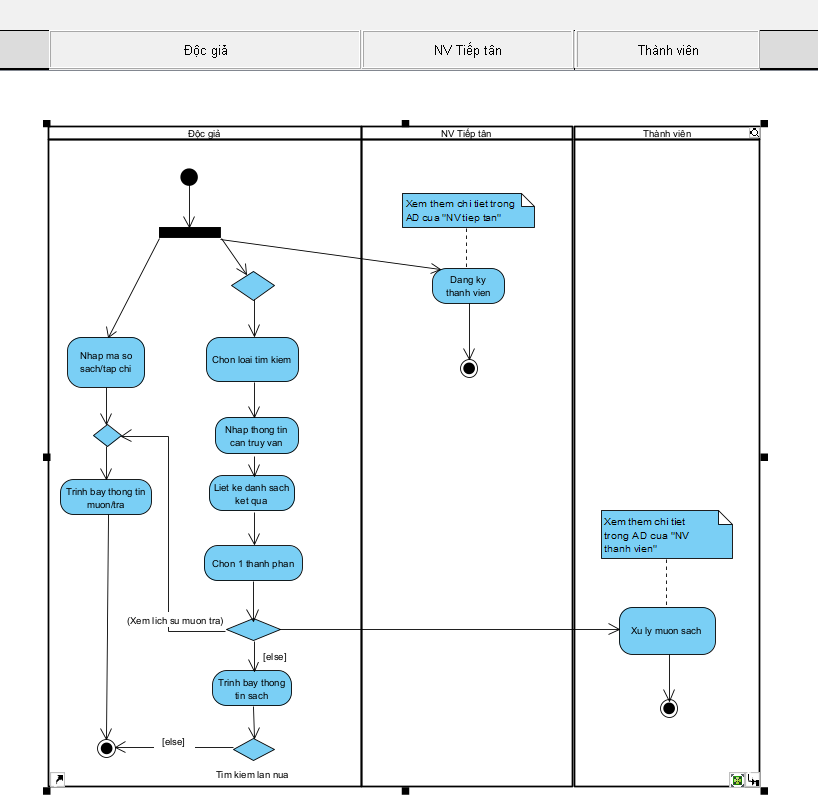 Độc giả
NV Tiếp tân
Thành viên
Độc giả
NV Tiếp tân
Thành viên
Xem them chi tiet trong
AD cua "NV tiep tan"
Dang ky
thanh vien
Nhap ma so
sach/tap chi
Chon loai tim kiem
Nhap thong tin
can truy van
Trinh bay thong tin
muon/tra
Liet ke danh sach
ket qua
Xem them chi tiet
trong AD cua "NV
thanh vien"
Chon 1 thanh phan
(Xem lich su muon tra)
Xu ly muon sach
[else]
Trinh bay thong
tin sach
[else]
Tim kiem lan nua